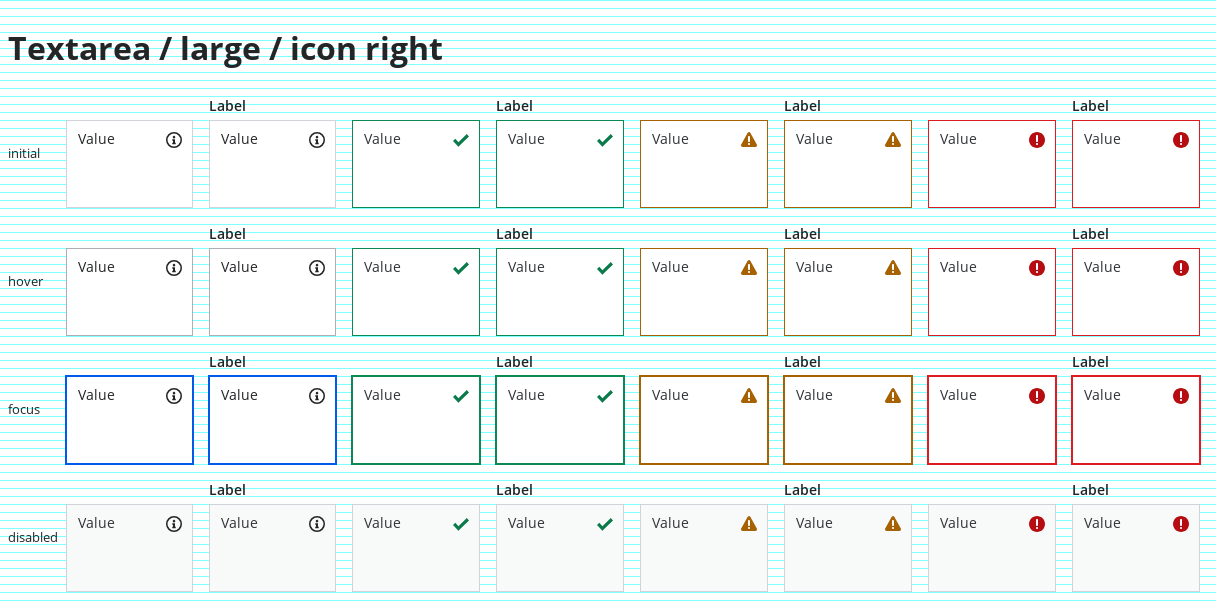 Textarea / large / icon right
Label Label Label Label
initial Value Value Value Value Value Value Value Value
Label Label Label Label
hover Value Value Value Value Value Value Value Value
Label Label Label Label
focus Value Value Value Value Value Value Value Value
Label Label Label Label
disabled Value Value Value Value Value Value Value Value